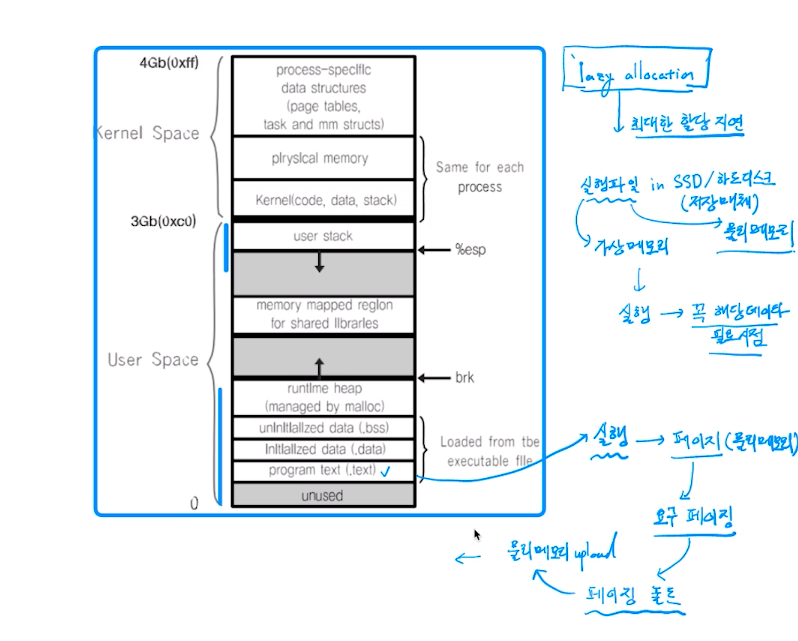 4Gb(0xff)
process-specific
data structures
(page tables,
task and mm structs)
Kernel Space
physical memory
Kernel(code, data, stack)
Same for each
process
3Gb(0xc0)
user stack
%esp
memory mapped region
for shared libraries
User Space
brk
runtime heap
(managed by malloc)
uninitialized data (.bss)
Initialized data (.data)
program text (.text)
Loaded from the
executable file
unused
0
lazy allocation
최대한 할당 지연
실행파일 in SSD/하드디스크
(저장매체)
물리메모리
가상메모리
실행 → 꼭 해당데이타
필요시점
실행 → 페이지(물리메모리)
요구 페이징
페이징 폴트
물리메모리 upload